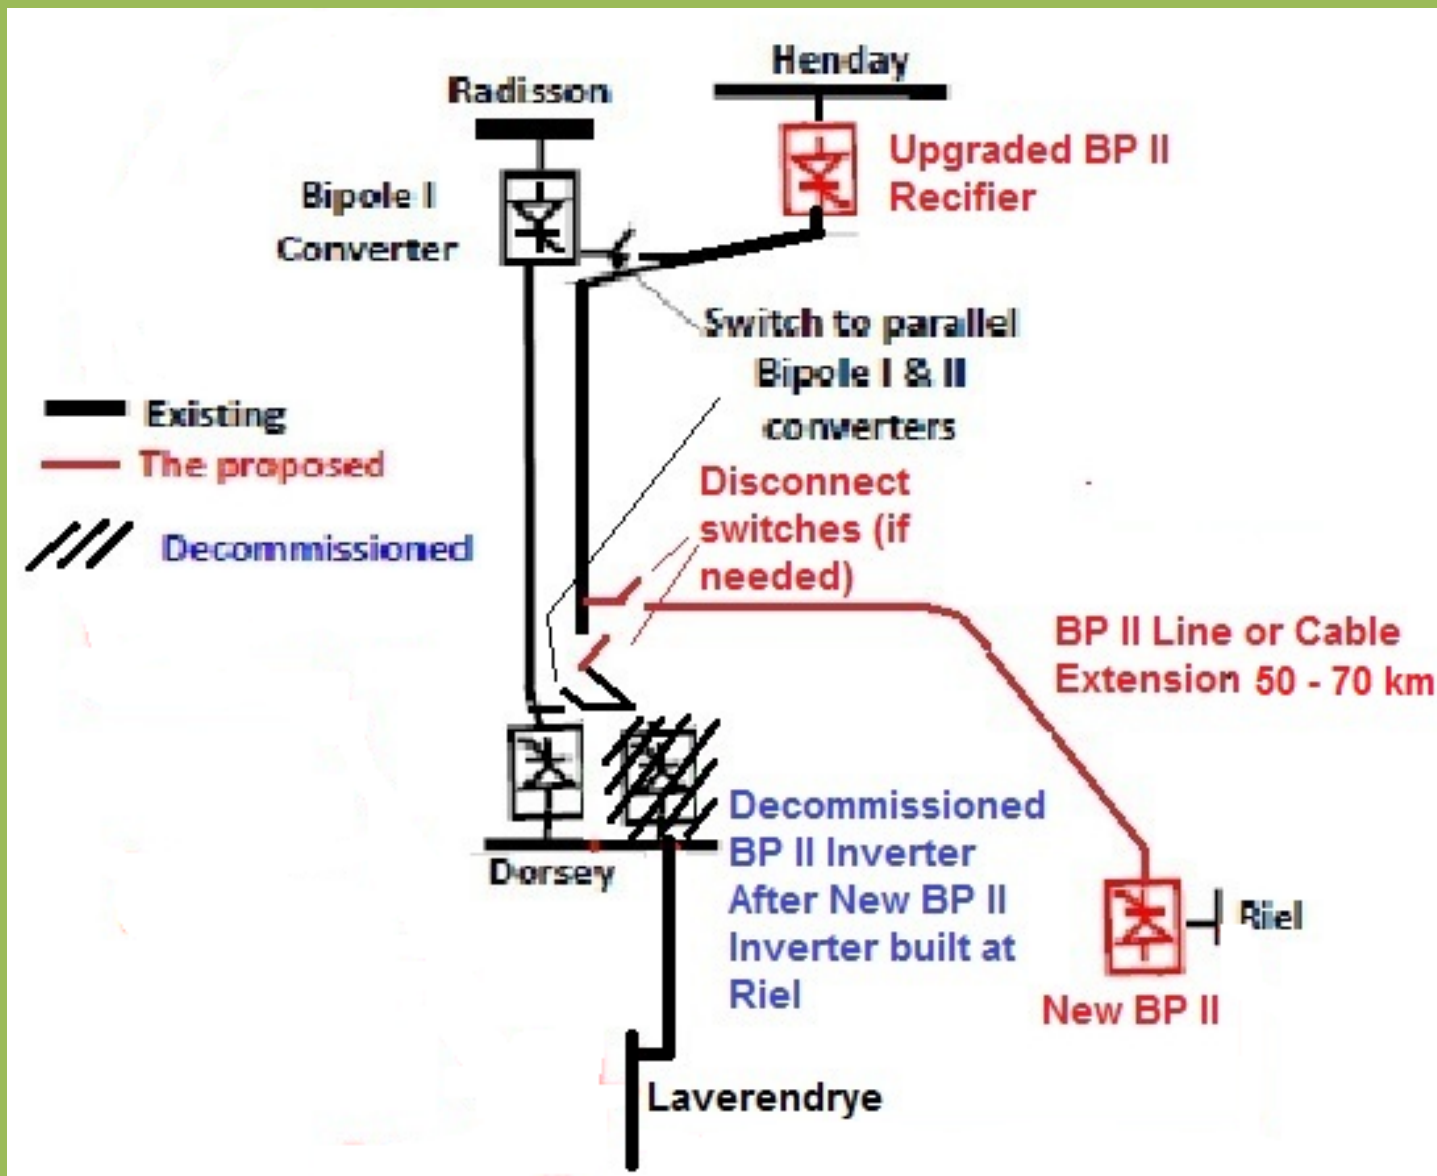 Henday
Radisson
Upgraded BP II
Recifier
Bipole I
Converter
Switch to parallel
Bipole I & II
converters
Existing
The proposed
Decommissioned
Disconnect
switches (if
needed)
BP II Line or Cable
Extension 50 - 70 km
Decommissioned
BP II Inverter
After New BP II
Inverter built at
Riel
Dorsey
Riel
New BP II
Laverendrye